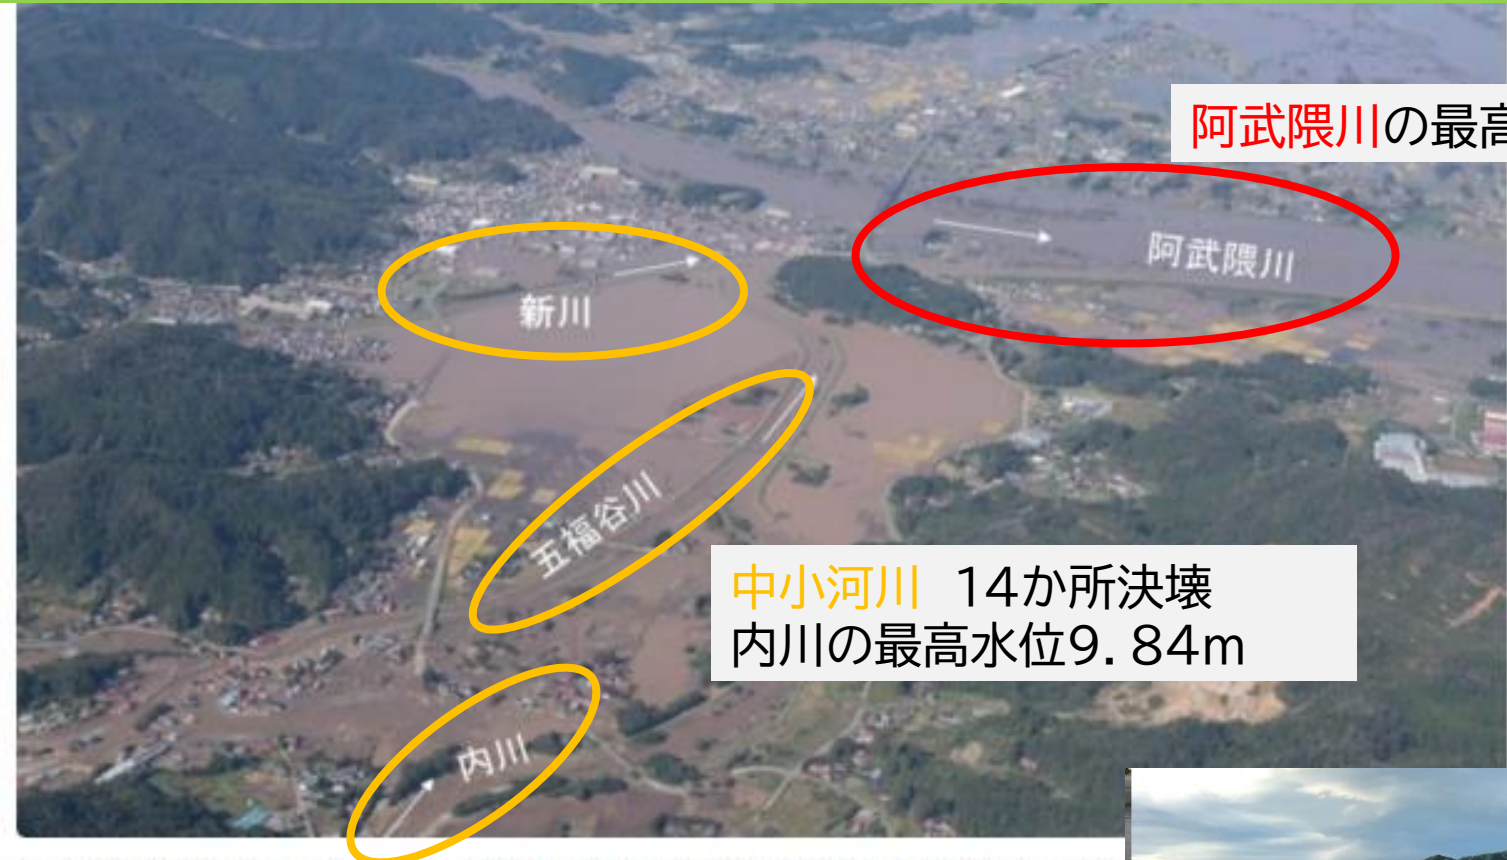 阿武隈川の最高
阿武隈川
新川
五福谷川
中小河川 14か所決壊
内川の最高水位9.84m
内川